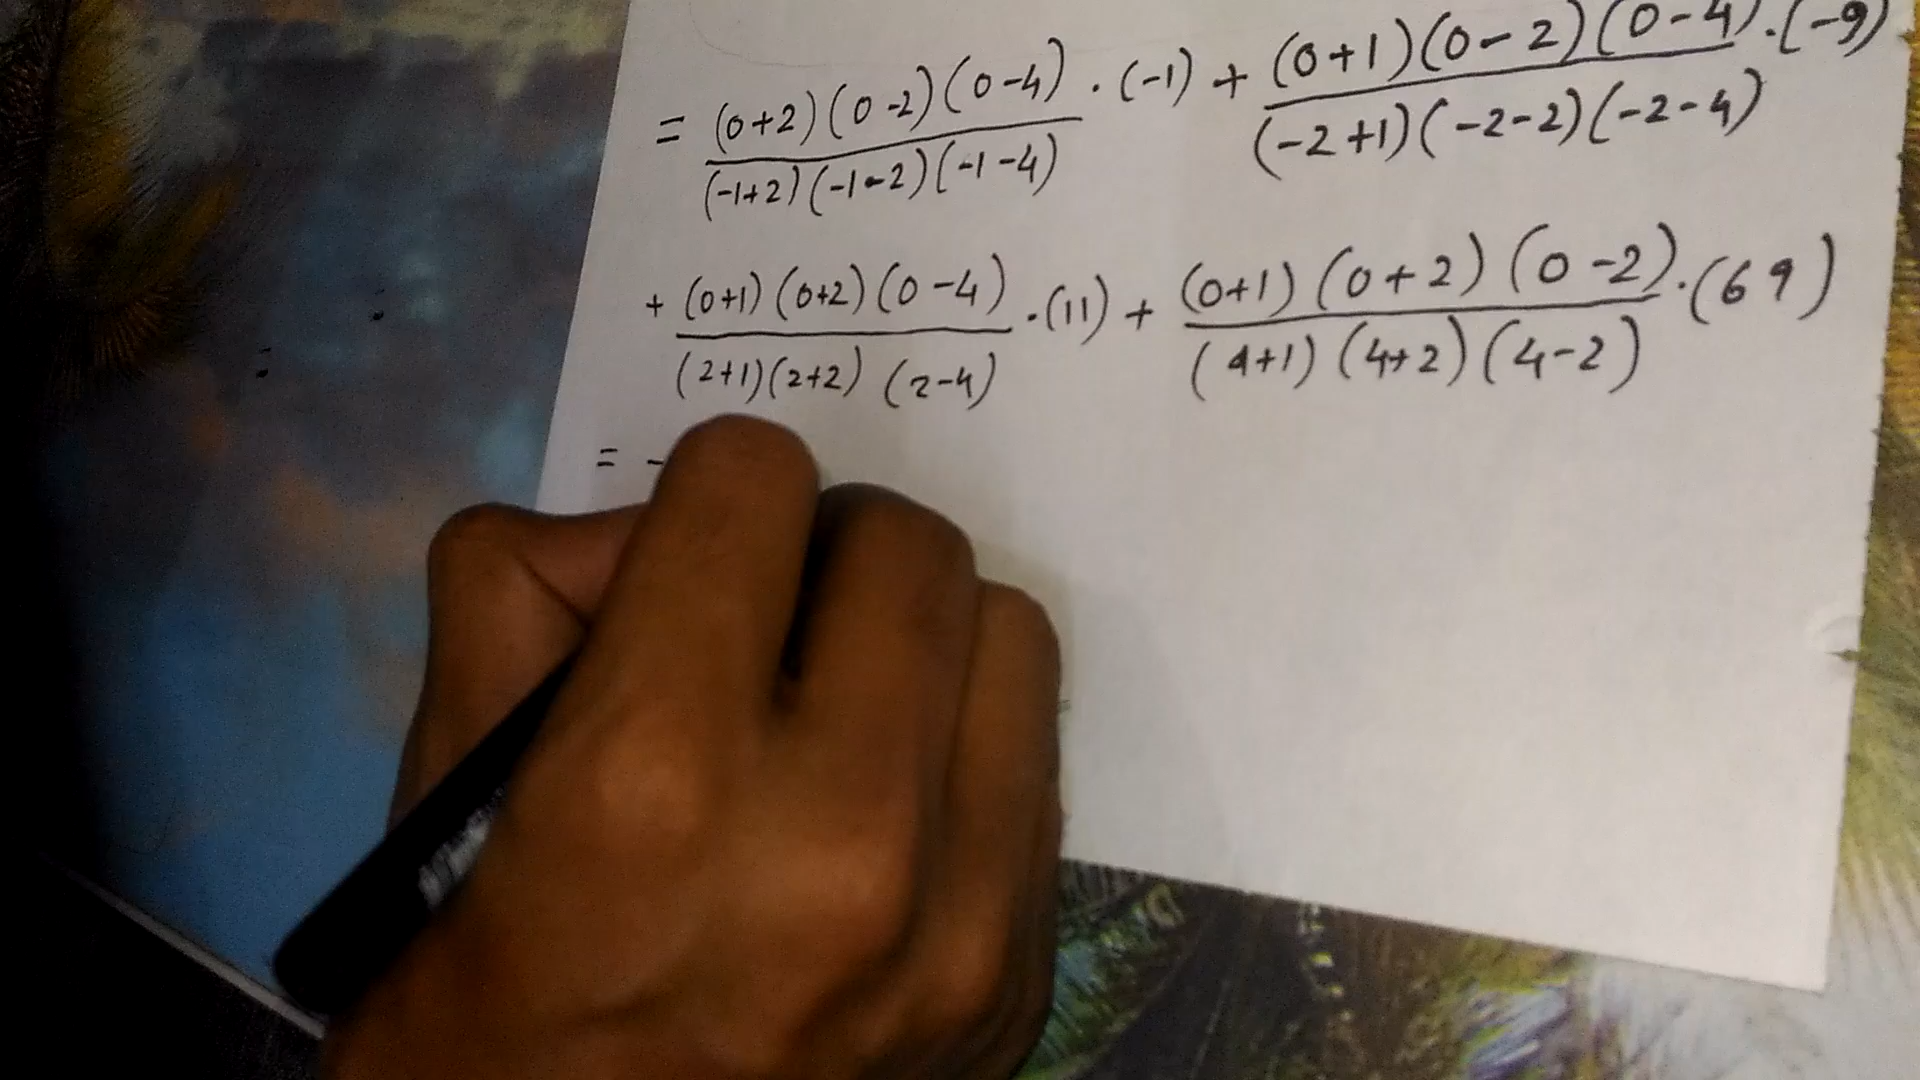 = (0+2)(0-2)(0-4) / (-1+2)(-1-2)(-1-4) · (-1) + (0+1)(0-2)(0-4) / (-2+1)(-2-2)(-2-4) · (-9)
+ (0+1)(0+2)(0-4) / (2+1)(2+2)(2-4) · (11) + (0+1)(0+2)(0-2) / (4+1)(4+2)(4-2) · (69)
= -